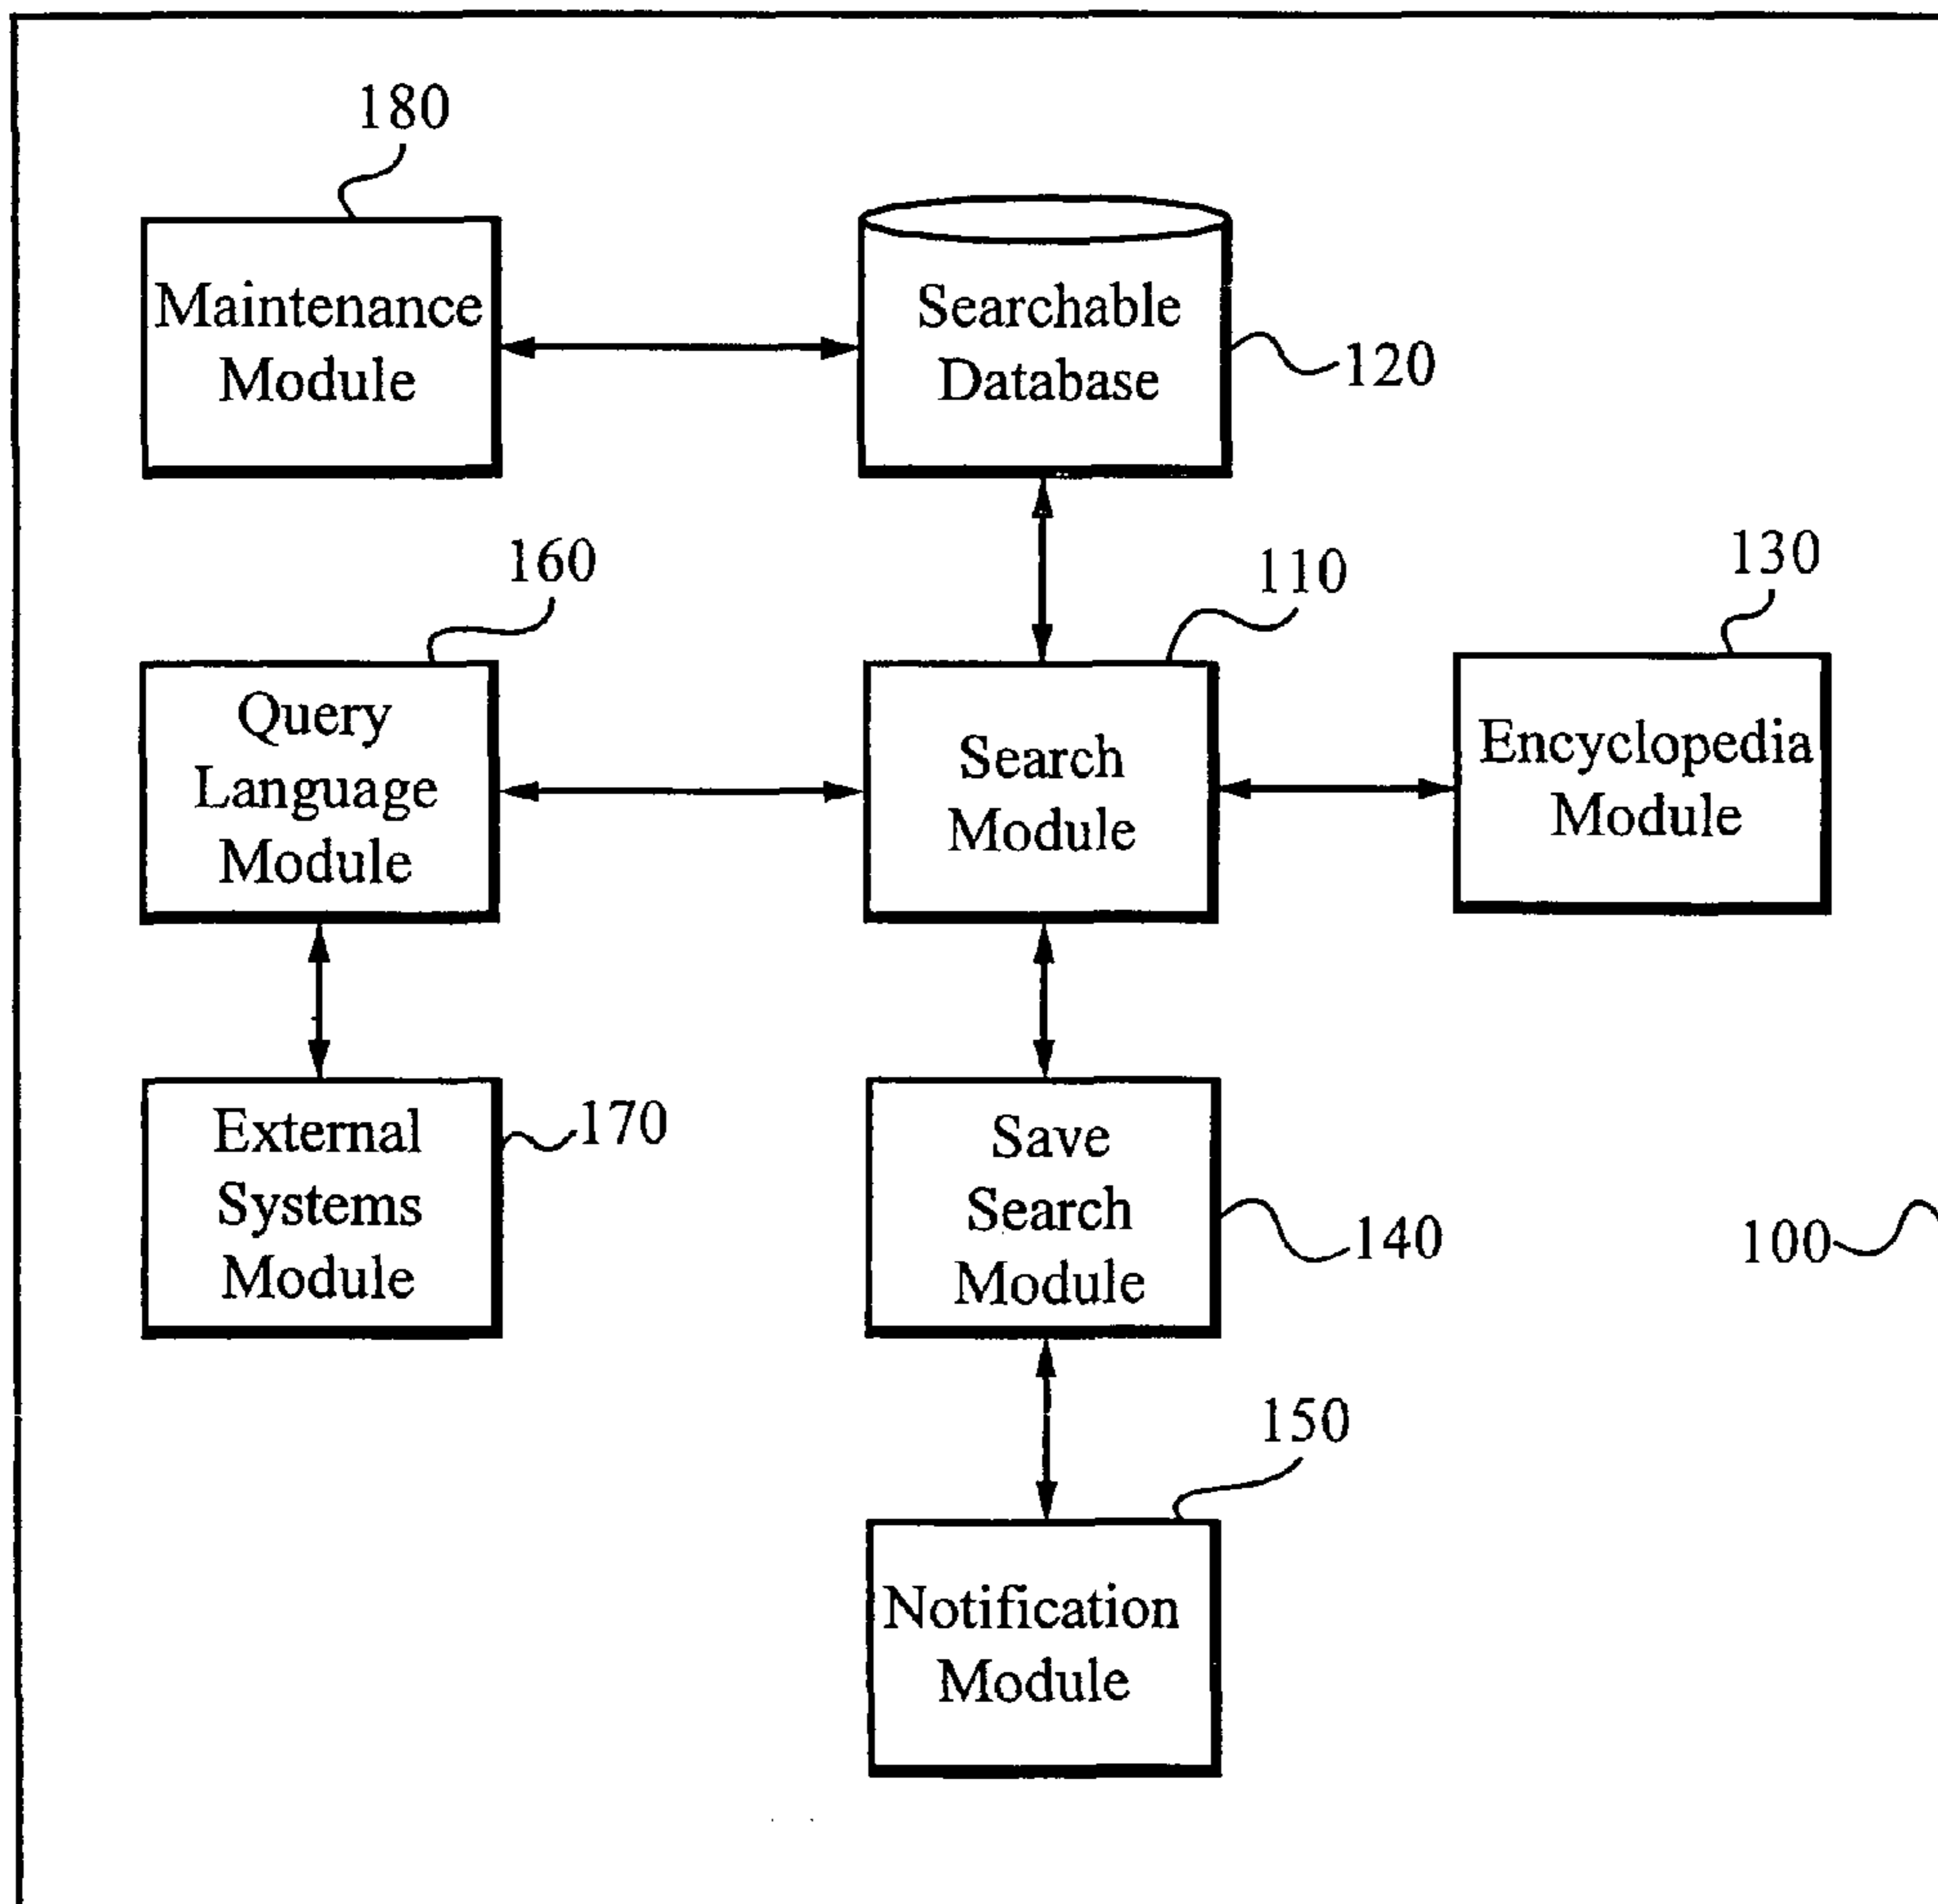 180
Maintenance
Module
Searchable
Database
120
160
110
130
Query
Language
Module
Search
Module
Encyclopedia
Module
External
Systems
Module
170
Save
Search
Module
140
100
150
Notification
Module